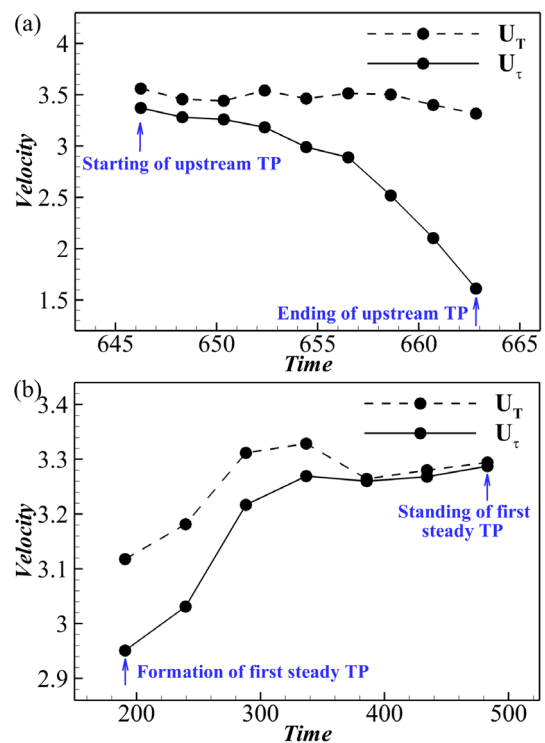 (a)
U_T
U_τ
4
3.5
3
2.5
2
1.5
Velocity
Starting of upstream TP
Ending of upstream TP
645
650
655
660
665
Time
(b)
U_T
U_τ
3.4
3.3
3.2
3.1
3
2.9
Velocity
Standing of first
steady TP
Formation of first steady TP
200
300
400
500
Time